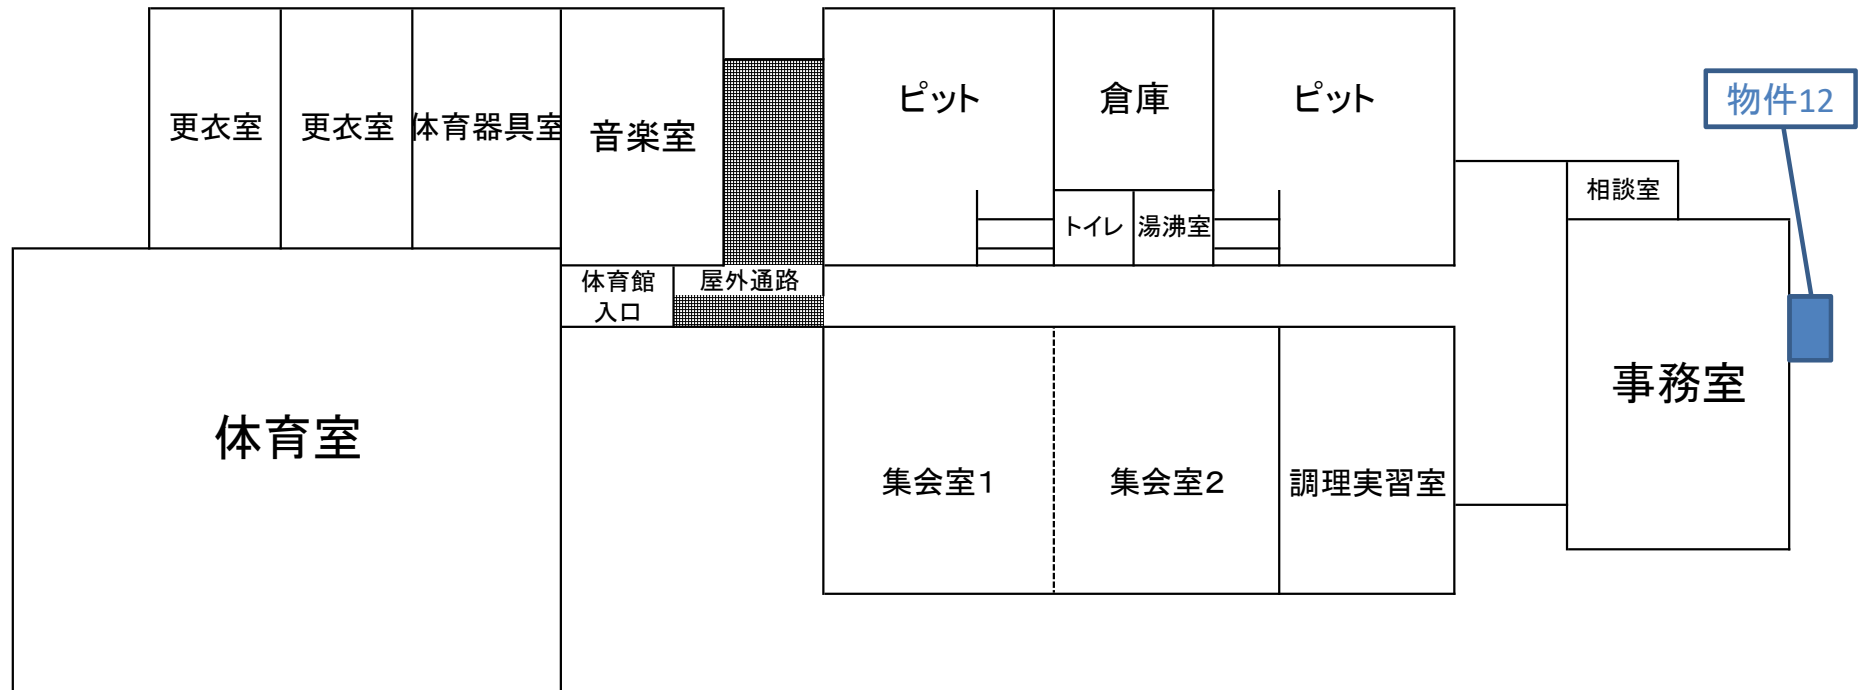 更衣室
更衣室
体育器具室
音楽室
ピット
倉庫
ピット
物件12
相談室
トイレ
湯沸室
体育館
入口
屋外通路
体育室
集会室1
集会室2
調理実習室
事務室